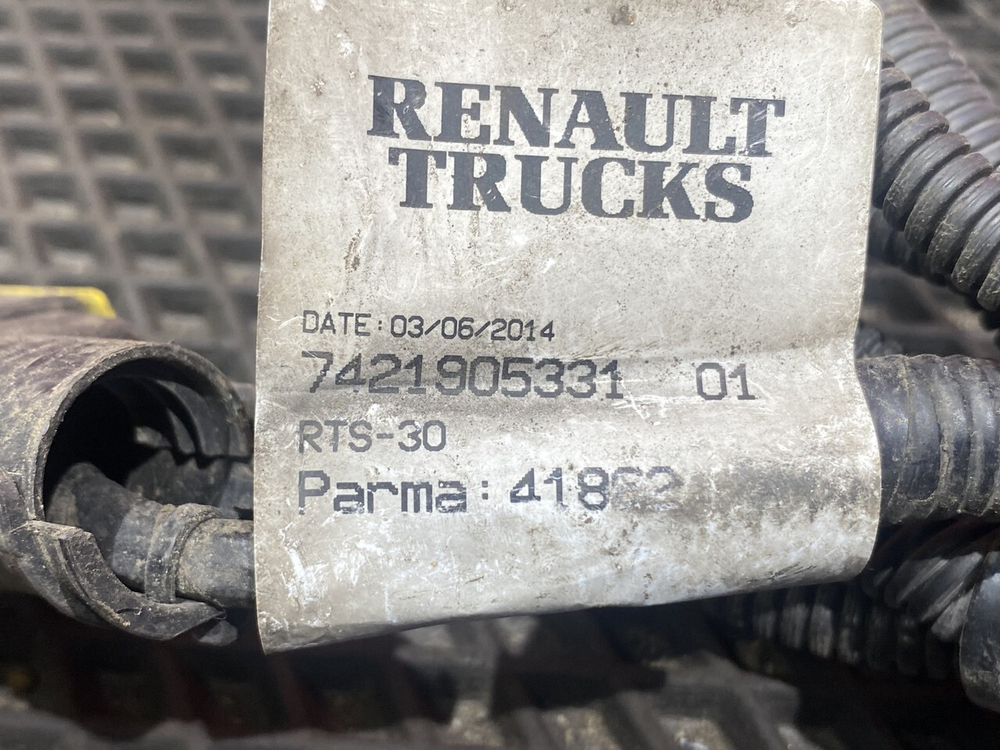 RENAULT
TRUCKS
DATE: 03/06/2014
7421905331 01
RTS-30
Parma: